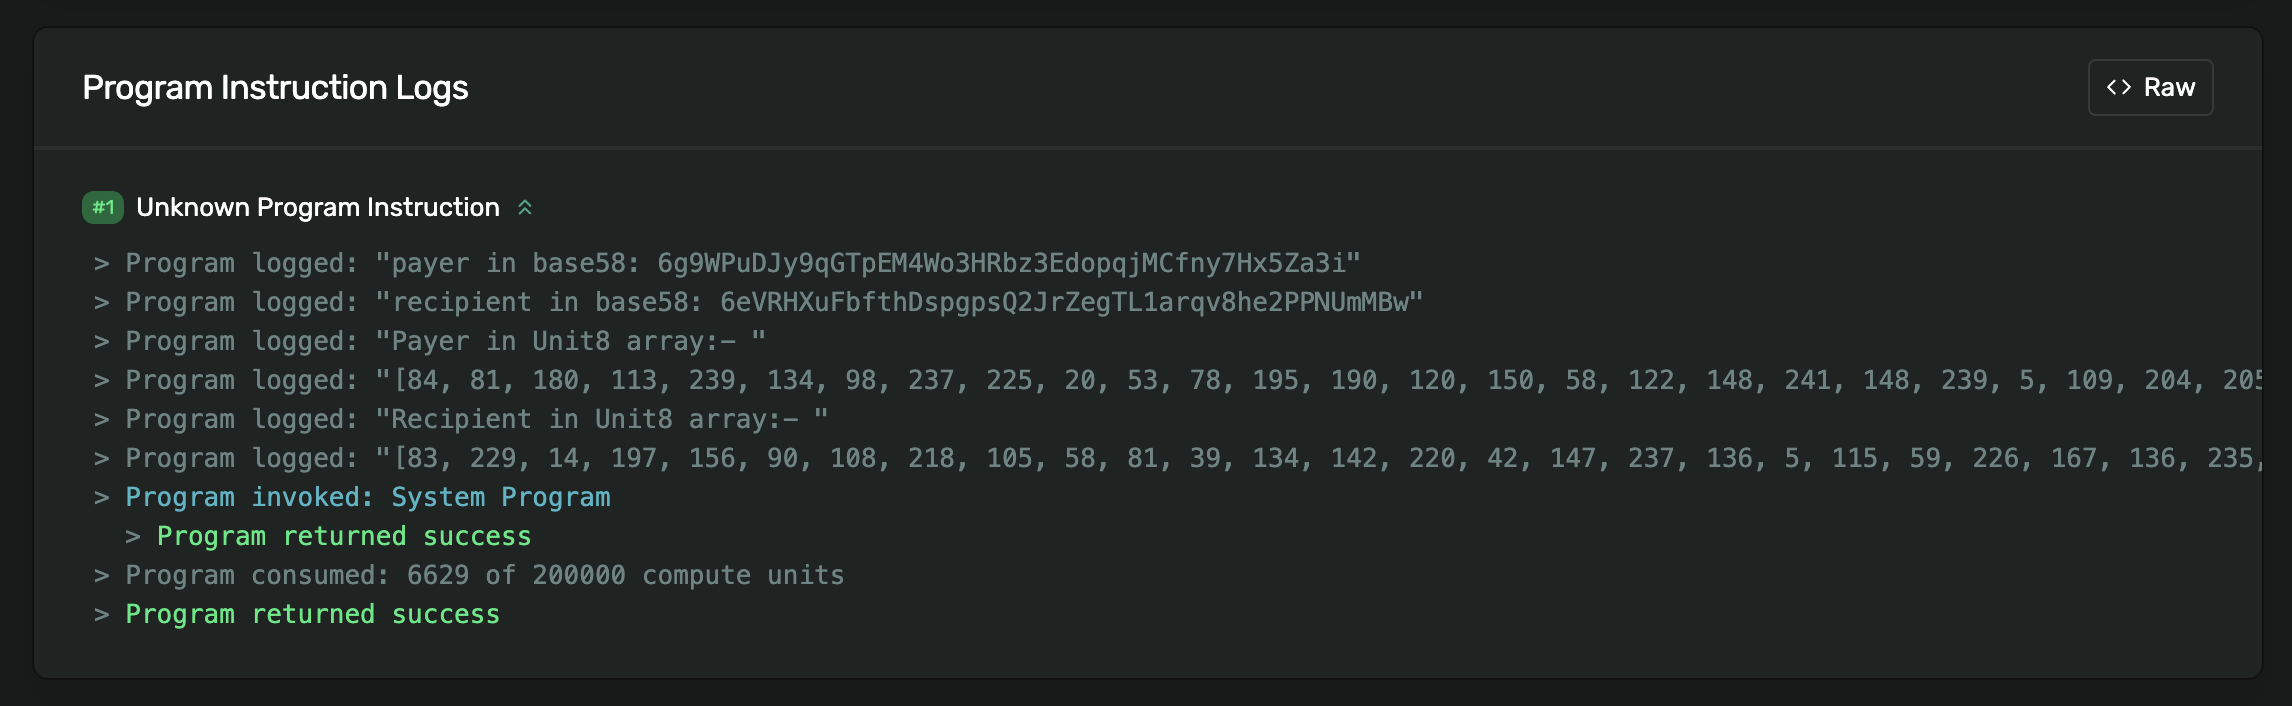 Program Instruction Logs
<> Raw
#1 Unknown Program Instruction
> Program logged: "payer in base58: 6g9WPuDJy9qGTpEM4Wo3HRbz3EdopqjMCfny7Hx5Za3i"
> Program logged: "recipient in base58: 6eVRHXuFbfthDspgpsQ2JrZegTL1arqv8he2PPNUmMBw"
> Program logged: "Payer in Unit8 array:– "
> Program logged: "[84, 81, 180, 113, 239, 134, 98, 237, 225, 20, 53, 78, 195, 190, 120, 150, 58, 122, 148, 241, 148, 239, 5, 109, 204, 205
> Program logged: "Recipient in Unit8 array:– "
> Program logged: "[83, 229, 14, 197, 156, 90, 108, 218, 105, 58, 81, 39, 134, 142, 220, 42, 147, 237, 136, 5, 115, 59, 226, 167, 136, 235,
> Program invoked: System Program
> Program returned success
> Program consumed: 6629 of 200000 compute units
> Program returned success